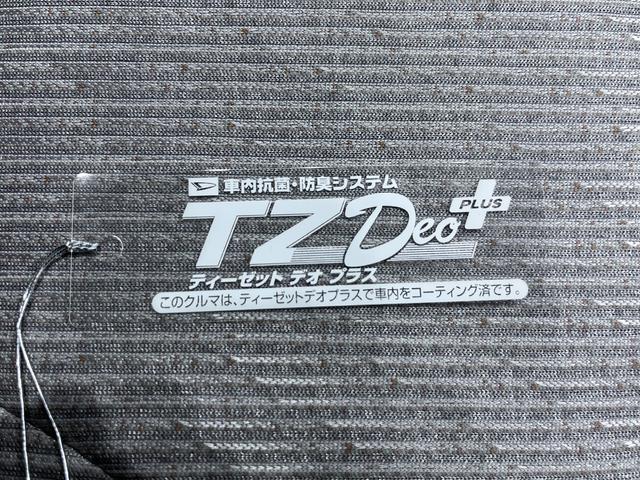 車内抗菌・防臭システム
TZ Deo PLUS
ティーゼット デオ プラス
このクルマは、ティーゼットデオプラスで車内をコーティング済です。